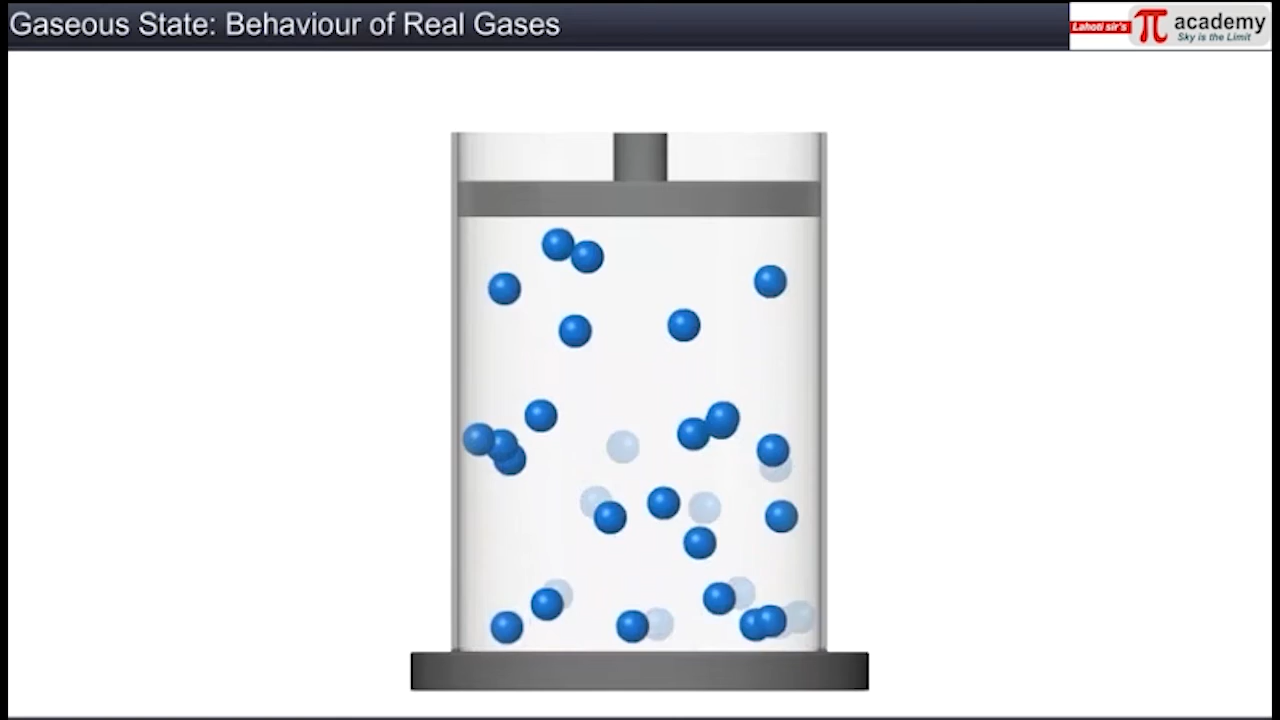 Gaseous State: Behaviour of Real Gases
Lahoti sir's
π academy
Sky is the Limit